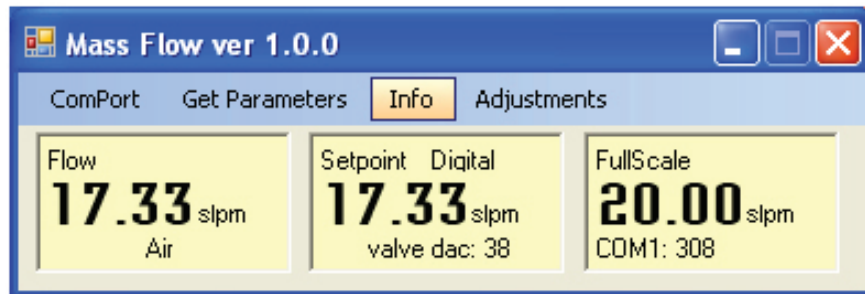 Mass Flow ver 1.0.0
ComPort Get Parameters Info Adjustments
Flow
17.33 slpm
Air
Setpoint Digital
17.33 slpm
valve dac: 38
FullScale
20.00 slpm
COM1: 308